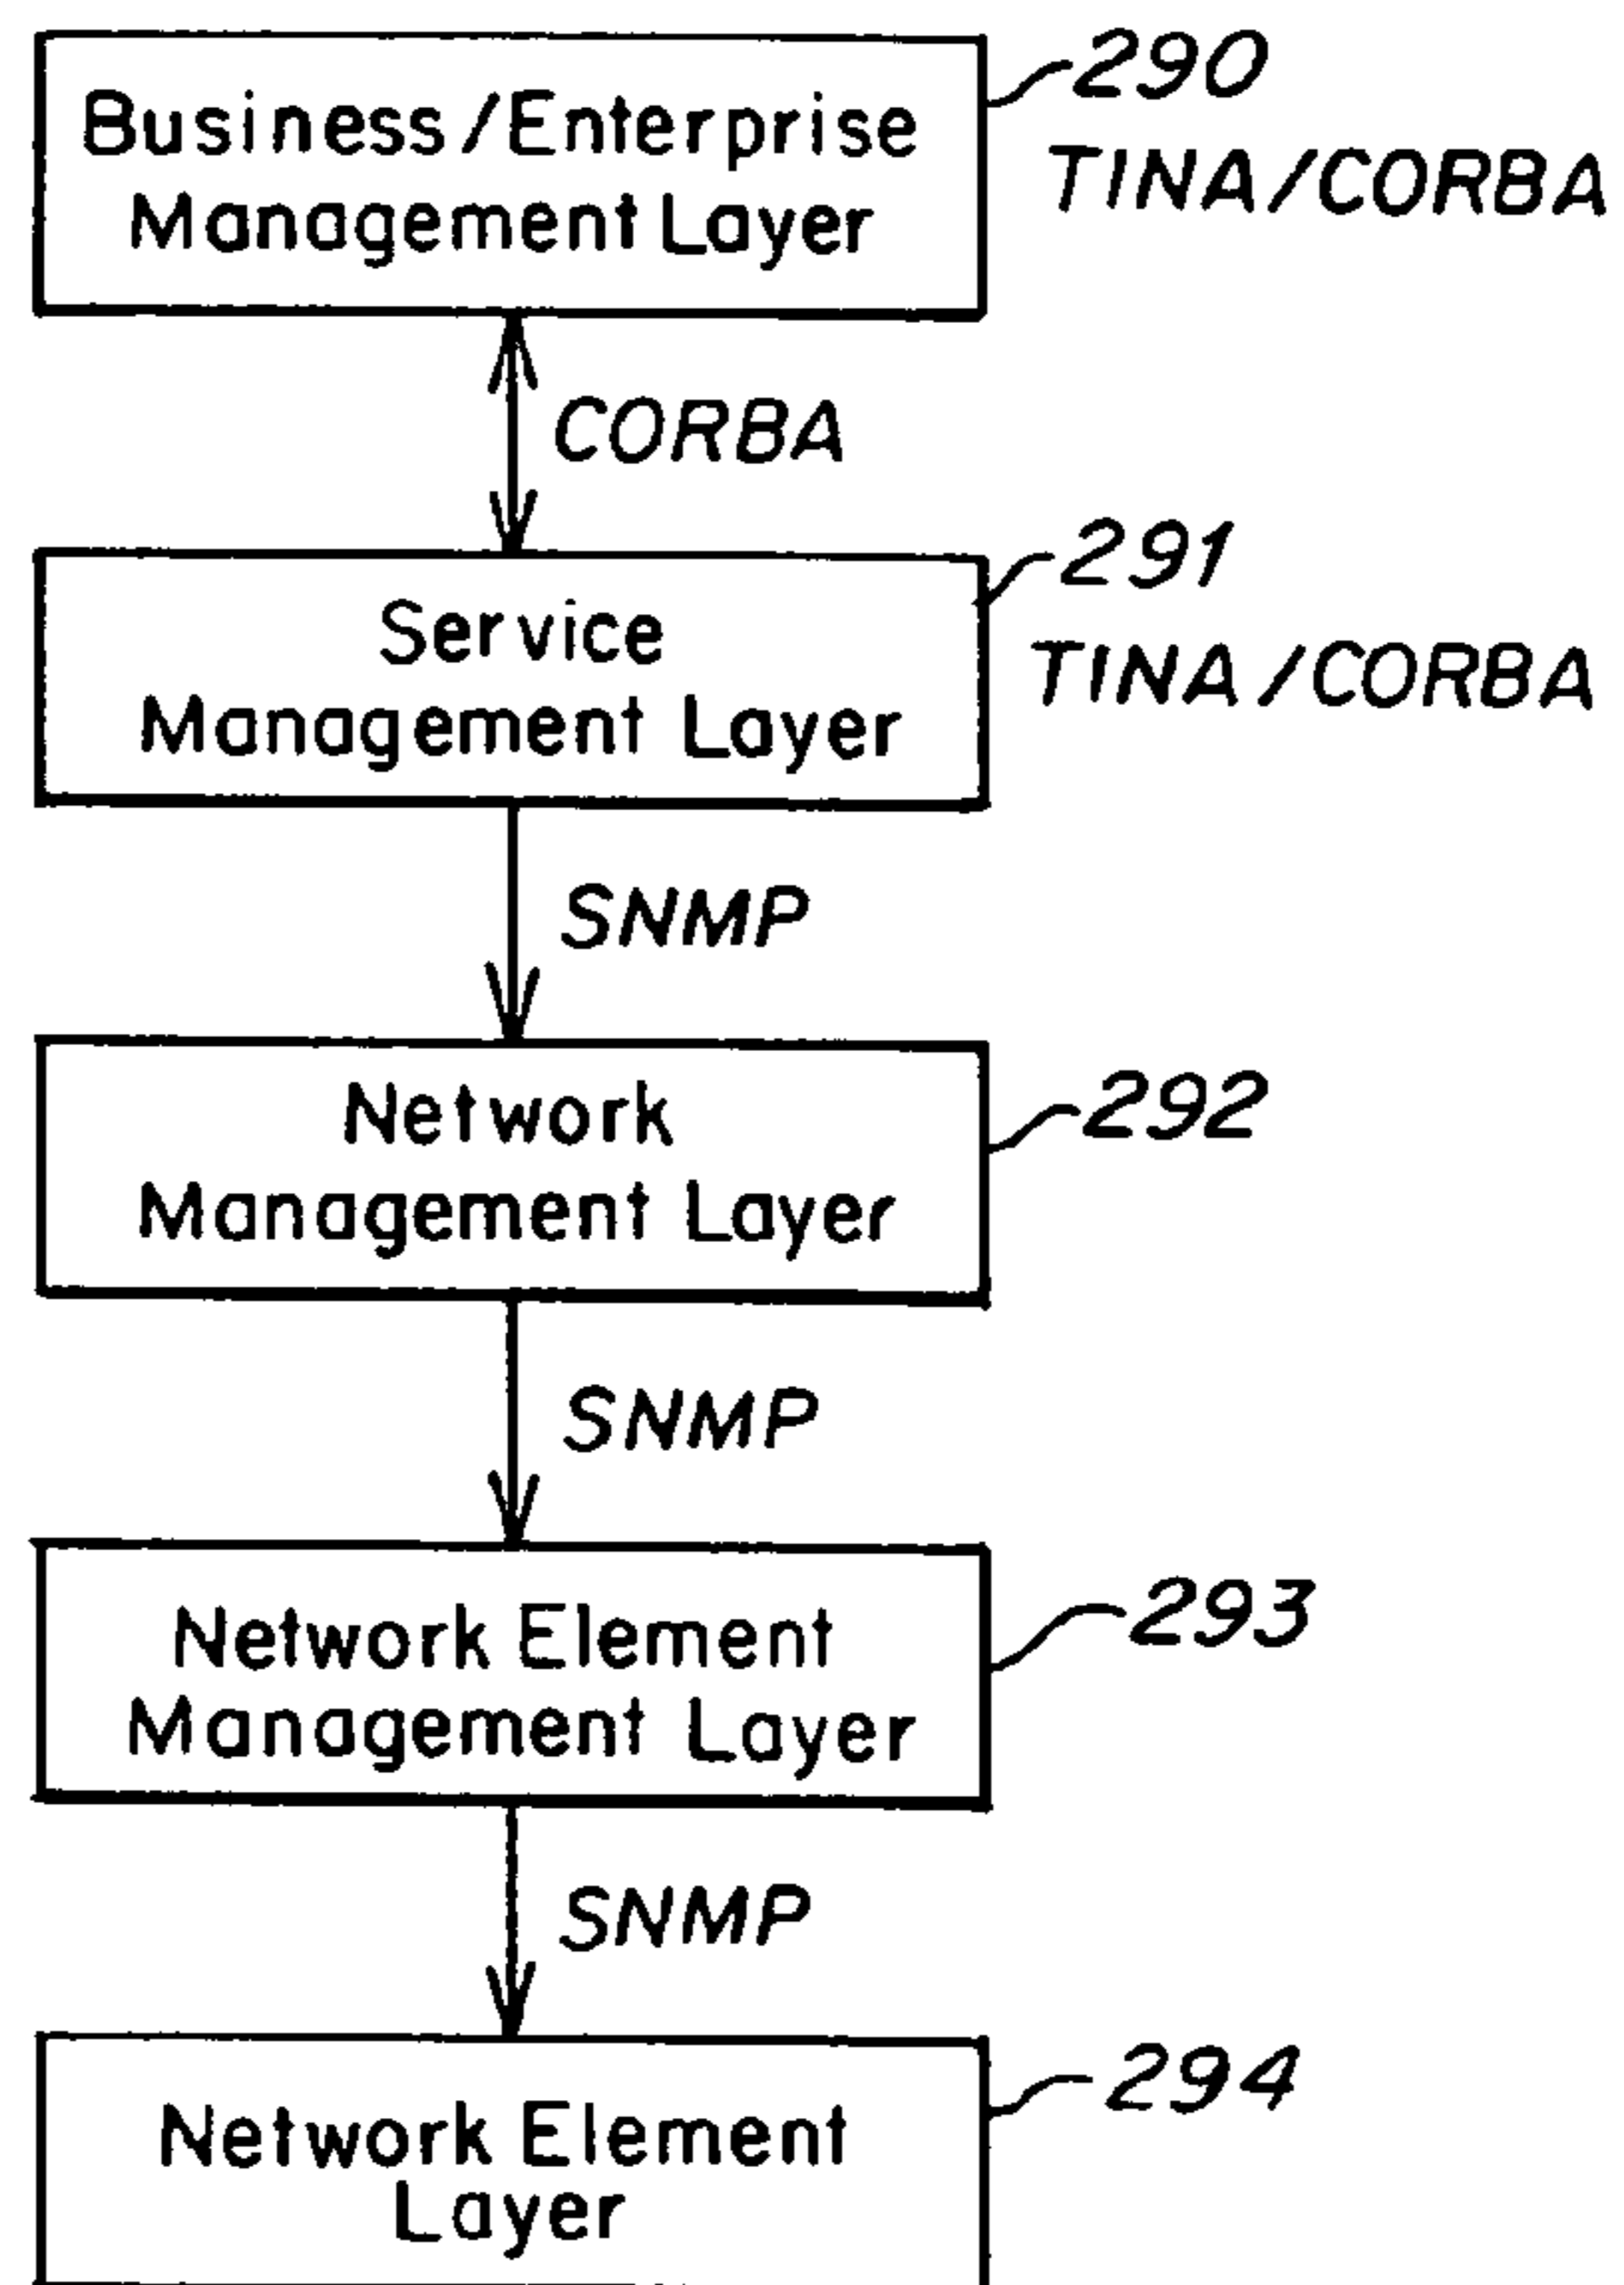 290
Business/Enterprise
Management Layer
TINA/CORBA
CORBA
291
Service
Management Layer
TINA/CORBA
SNMP
292
Network
Management Layer
SNMP
293
Network Element
Management Layer
SNMP
294
Network Element
Layer